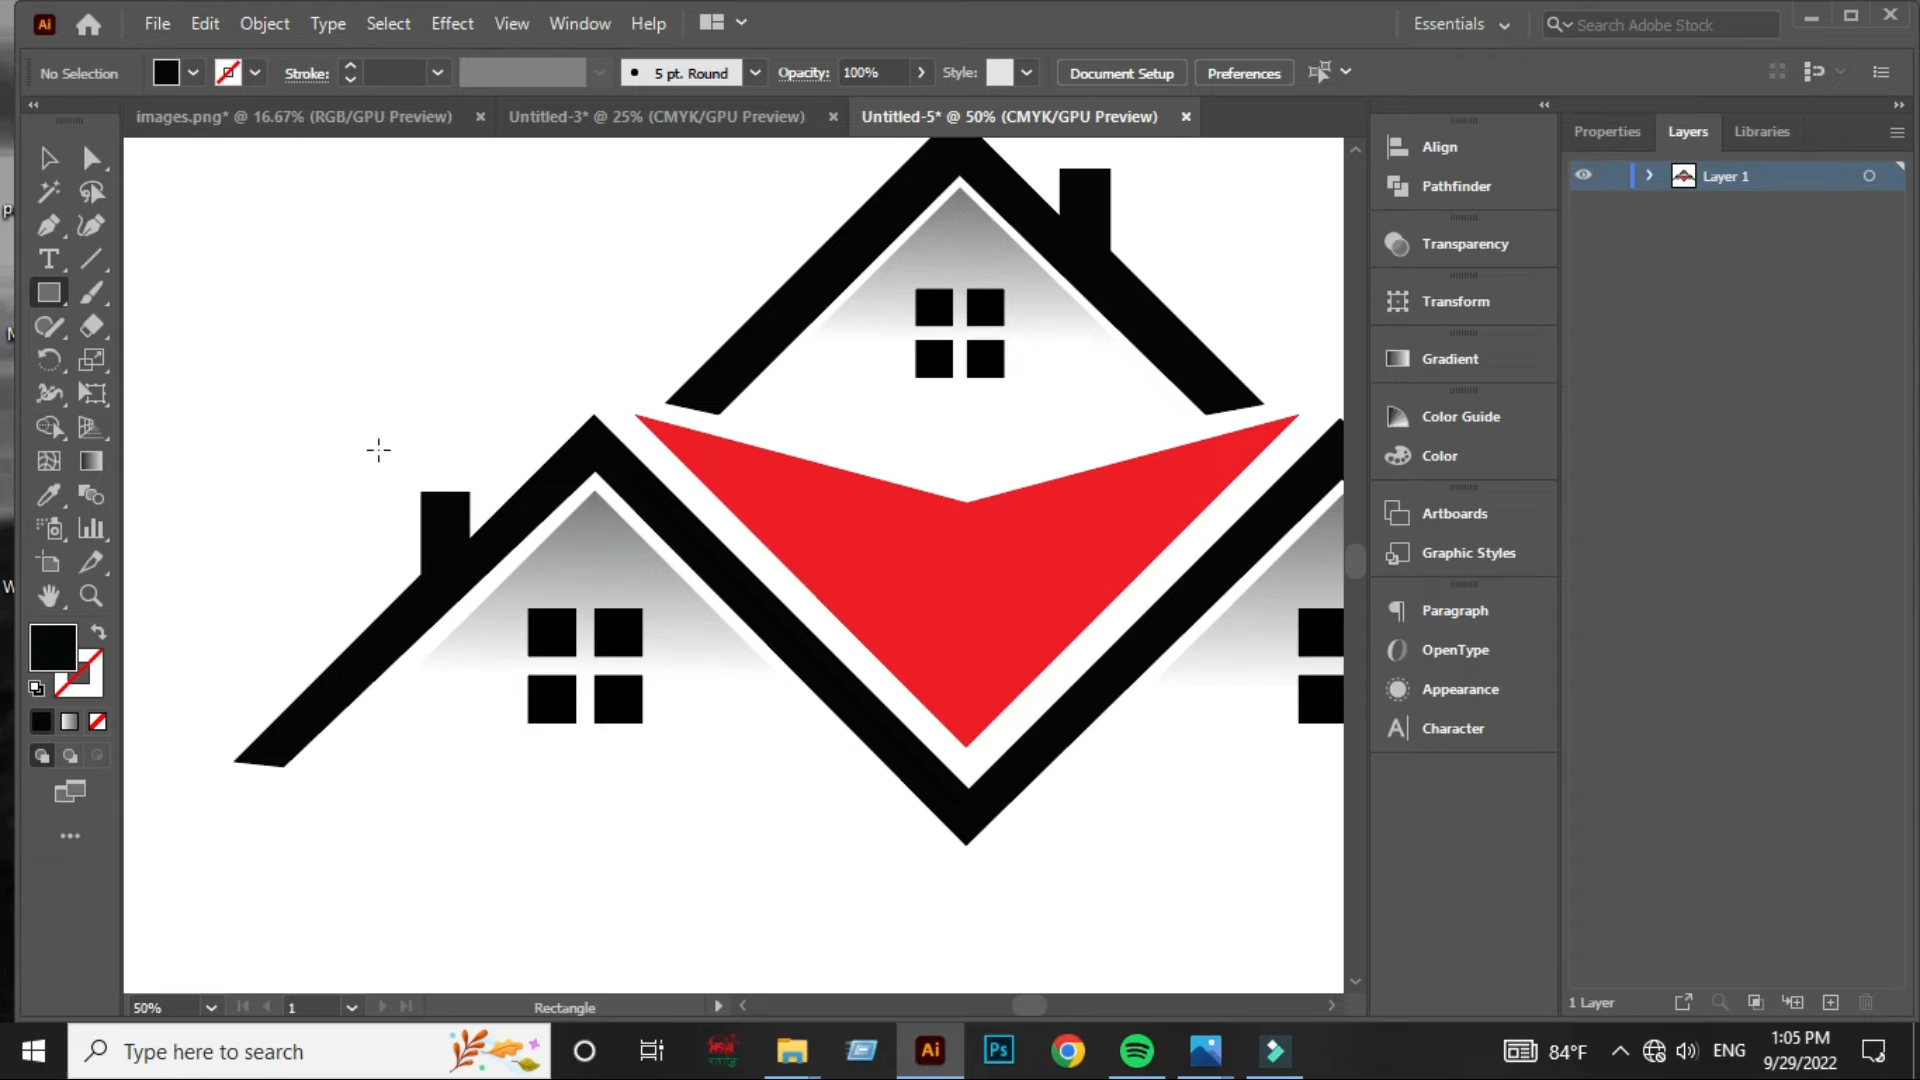 Ai File Edit Object Type Select Effect View Window Help Essentials Search Adobe Stock
No Selection Stroke: 5 pt. Round Opacity: 100% Style: Document Setup Preferences
images.png* @ 16.67% (RGB/GPU Preview) Untitled-3* @ 25% (CMYK/GPU Preview) Untitled-5* @ 50% (CMYK/GPU Preview)
Properties Layers Libraries
Layer 1
Align
Pathfinder
Transparency
Transform
Gradient
Color Guide
Color
Artboards
Graphic Styles
Paragraph
OpenType
Appearance
Character
50% 1 Rectangle 1 Layer
Type here to search Ai Ps 84°F ENG 1:05 PM
9/29/2022